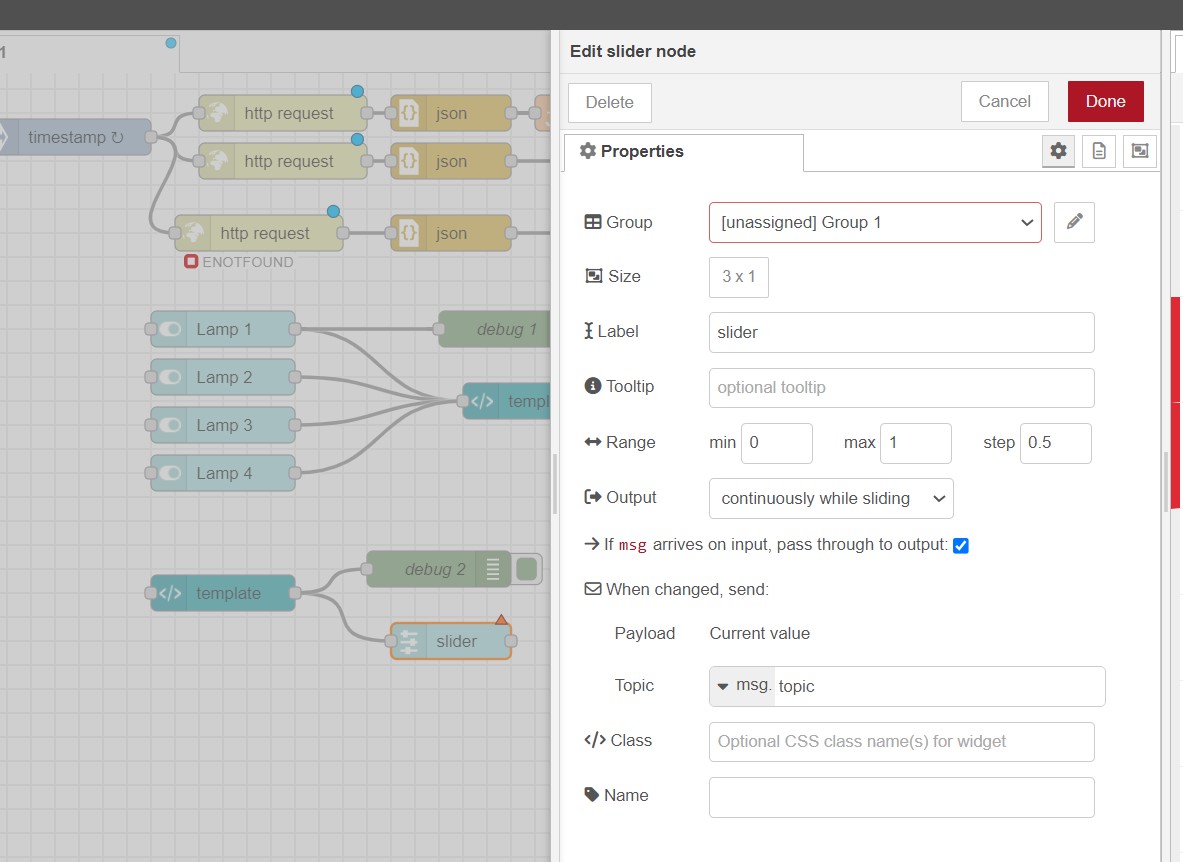 1
timestamp ↻
http request
json
http request
json
http request
json
ENOTFOUND
Lamp 1
debug 1
Lamp 2
templ
Lamp 3
Lamp 4
debug 2
template
slider
Edit slider node
Delete
Cancel
Done
Properties
Group
[unassigned] Group 1
Size
3 x 1
Label
slider
Tooltip
optional tooltip
Range
min 0
max 1
step 0.5
Output
continuously while sliding
If msg arrives on input, pass through to output:
When changed, send:
Payload
Current value
Topic
msg. topic
</> Class
Optional CSS class name(s) for widget
Name